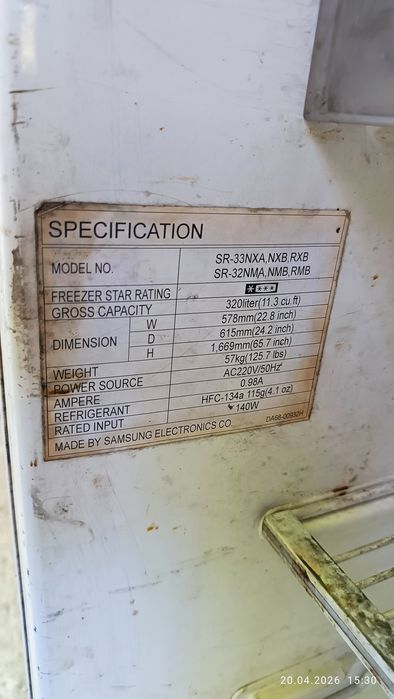 SPECIFICATION
MODEL NO. SR-33NXA,NXB,RXB
SR-32NMA,NMB,RMB
FREEZER STAR RATING ****
GROSS CAPACITY 320liter(11.3 cu.ft)
DIMENSION W 578mm(22.8 inch)
D 615mm(24.2 inch)
H 1,669mm(65.7 inch)
WEIGHT 57kg(125.7 lbs)
POWER SOURCE AC220V/50Hz
AMPERE 0.98A
REFRIGERANT HFC-134a 115g(4.1 oz)
RATED INPUT 140W
MADE BY SAMSUNG ELECTRONICS CO. DA68-00932H
20.04.2026 15:30